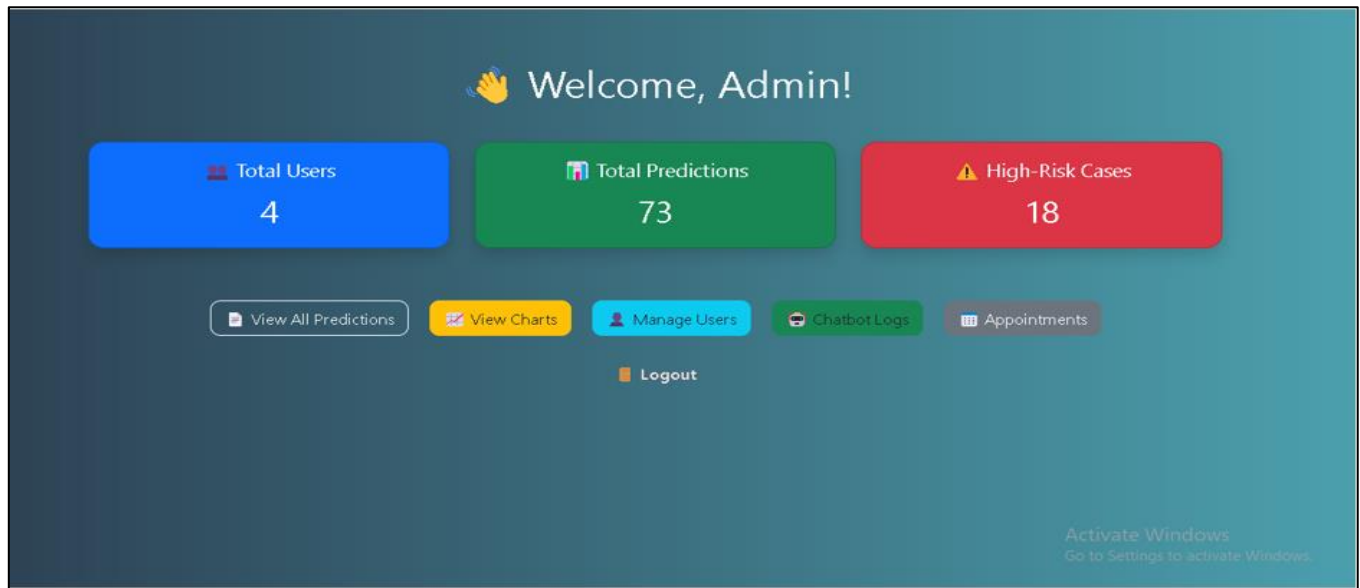 👋 Welcome, Admin!
👥 Total Users
4
📊 Total Predictions
73
⚠️ High-Risk Cases
18
📄 View All Predictions
📈 View Charts
👤 Manage Users
🤖 Chatbot Logs
📅 Appointments
🚪 Logout
Activate Windows
Go to Settings to activate Windows.